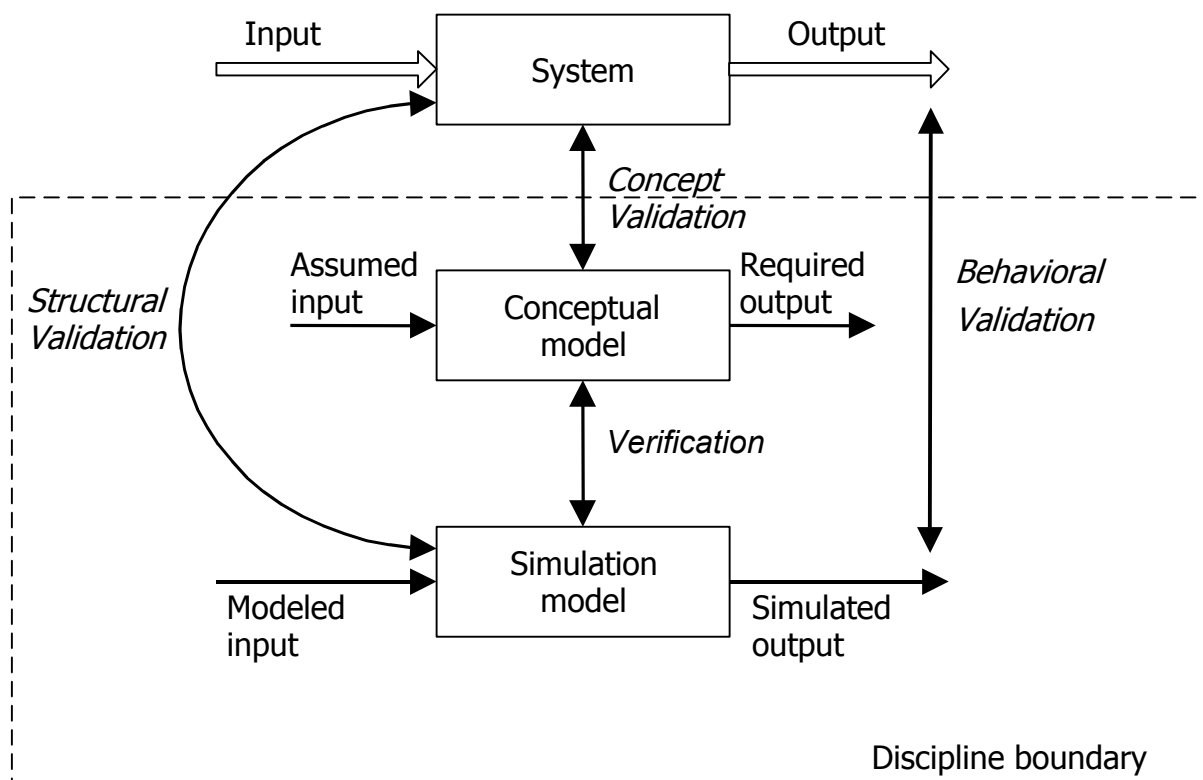 Input
Output
System
Concept
Validation
Assumed
input
Required
output
Structural
Validation
Conceptual
model
Behavioral
Validation
Verification
Simulation
model
Modeled
input
Simulated
output
Discipline boundary